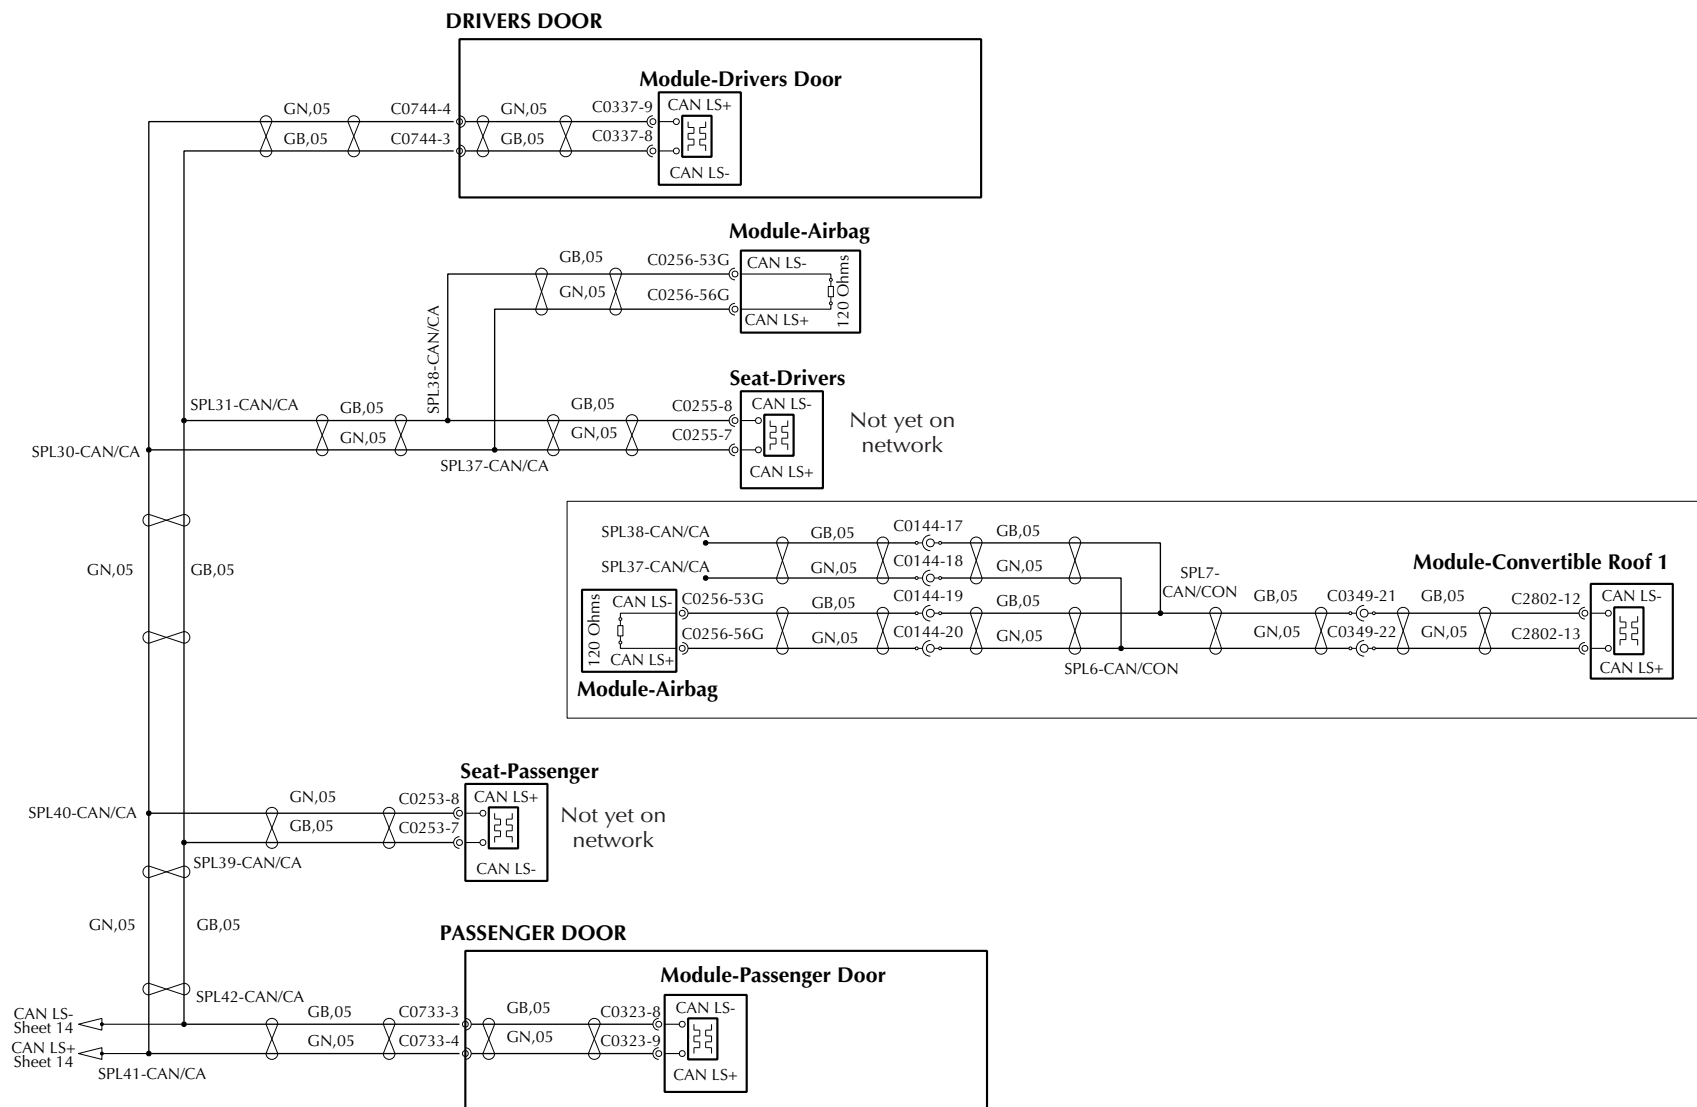 DRIVERS DOOR
Module-Drivers Door
GN,05
C0744-4
GN,05
C0337-9
CAN LS+
GB,05
C0744-3
GB,05
C0337-8
CAN LS-
Module-Airbag
GB,05
C0256-53G
CAN LS-
GN,05
C0256-56G
CAN LS+
120 Ohms
SPL38-CAN/CA
Seat-Drivers
SPL31-CAN/CA
GB,05
GB,05
C0255-8
CAN LS-
Not yet on
network
SPL30-CAN/CA
GN,05
SPL37-CAN/CA
GN,05
C0255-7
CAN LS+
SPL38-CAN/CA
GB,05
C0144-17
GB,05
SPL37-CAN/CA
GN,05
C0144-18
GN,05
SPL7-
CAN/CON
Module-Convertible Roof 1
120 Ohms
CAN LS-
C0256-53G
GB,05
C0144-19
GB,05
GB,05
C0349-21
GB,05
C2802-12
CAN LS-
CAN LS+
C0256-56G
GN,05
C0144-20
GN,05
GN,05
C0349-22
GN,05
C2802-13
CAN LS+
SPL6-CAN/CON
Module-Airbag
GN,05
GB,05
Seat-Passenger
SPL40-CAN/CA
GN,05
C0253-8
CAN LS+
Not yet on
network
GB,05
C0253-7
CAN LS-
SPL39-CAN/CA
GN,05
GB,05
PASSENGER DOOR
Module-Passenger Door
SPL42-CAN/CA
CAN LS-
Sheet 14
GB,05
C0733-3
GB,05
C0323-8
CAN LS-
CAN LS+
Sheet 14
GN,05
C0733-4
GN,05
C0323-9
CAN LS+
SPL41-CAN/CA